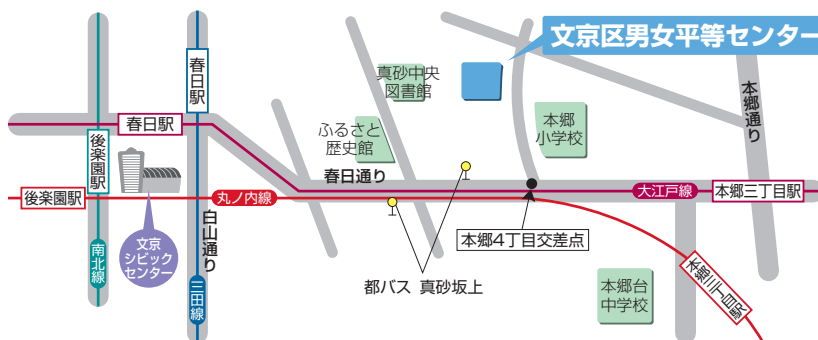 文京区男女平等センター
春日駅
真砂中央
図書館
本郷通り
本郷
小学校
春日駅
ふるさと
歴史館
後楽園駅
春日通り
後楽園駅
丸ノ内線
大江戸線
本郷三丁目駅
白山通り
文京
シビック
センター
本郷4丁目交差点
南北線
三田線
都バス 真砂坂上
本郷台
中学校
本郷三丁目駅